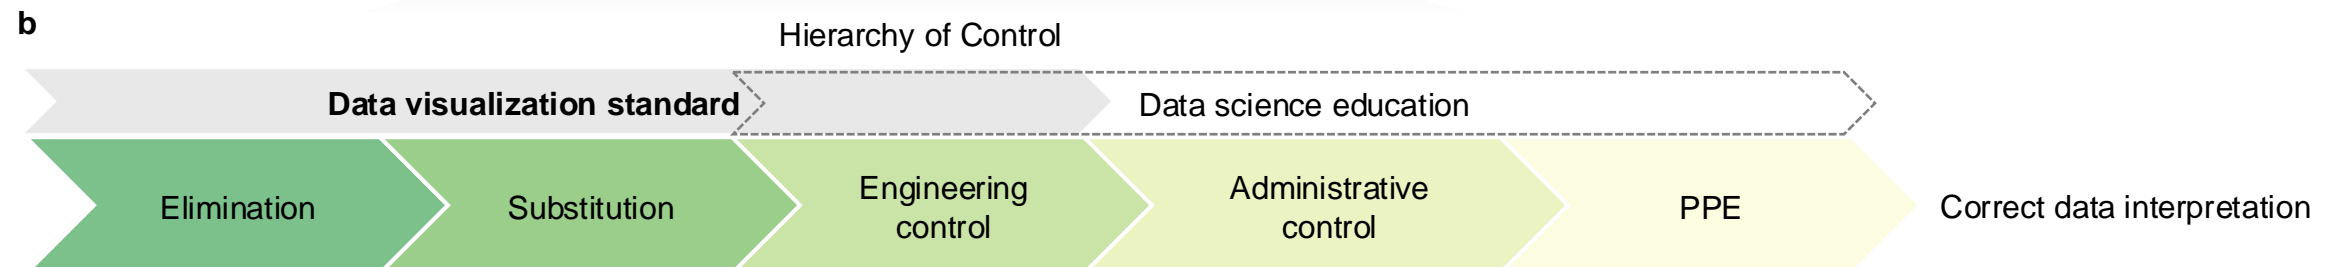 b
Hierarchy of Control
Data visualization standard
Data science education
Elimination
Substitution
Engineering
control
Administrative
control
PPE
Correct data interpretation